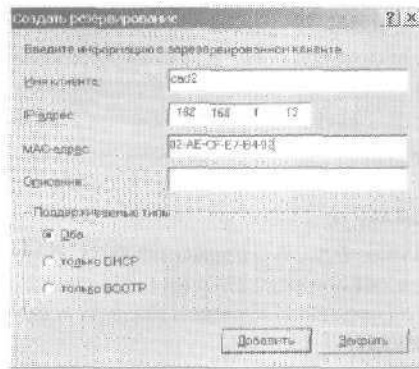 Создать резервирование
Введите информацию о зарезервированном клиенте.
Имя клиента: cad2
IP-адрес: 192 168 1 12
MAC-адрес: 02-AE-CF-E7-B4-
Описание:
Поддерживаемые типы
Оба
только DHCP
только BOOTP
Добавить Закрыть